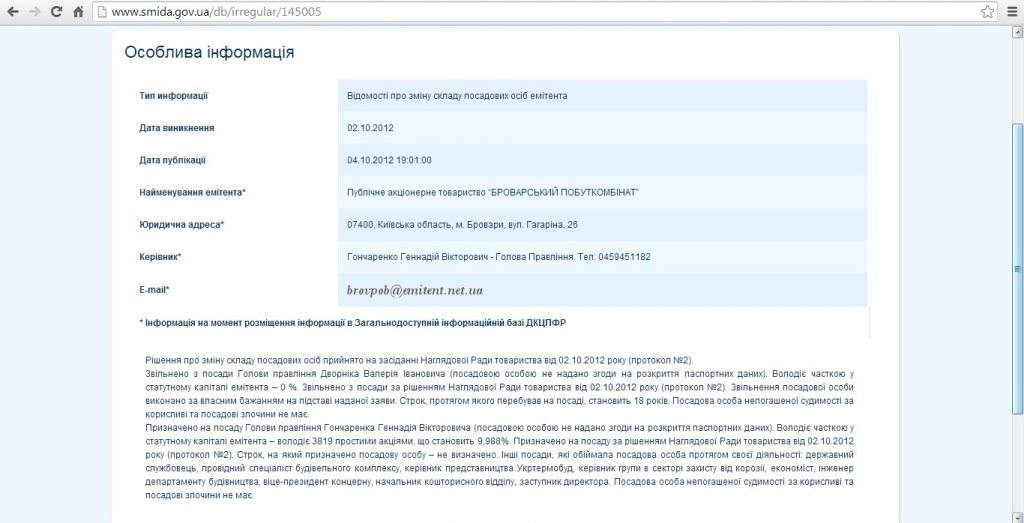 www.smida.gov.ua/db/irregular/145005
Особлива інформація
Тип информації Відомості про зміну складу посадових осіб емітента
Дата виникнення 02.10.2012
Дата публікації 04.10.2012 19:01:00
Найменування емітента* Публічне акціонерне товариство "БРОВАРСЬКИЙ ПОБУТКОМБІНАТ"
Юридична адреса* 07400, Київська область, м. Бровари, вул. Гагаріна, 26
Керівник* Гончаренко Геннадій Вікторович - Голова Правління. Тел: 0459451182
E-mail* brovpob@emitent.net.ua
* Інформація на момент розміщення інформації в Загальнодоступній інформаційній базі ДКЦПФР
Рішення про зміну складу посадових осіб прийнято на засіданні Наглядової Ради товариства від 02.10.2012 року (протокол №2).
Звільнено з посади Голови правління Дворніка Валерія Івановича (посадовою особою не надано згоди на розкриття паспортних даних). Володіє часткою у
статутному капіталі емітента – 0 %. Звільнено з посади за рішенням Наглядової Ради товариства від 02.10.2012 року (протокол №2). Звільнення посадової особи
виконано за власним бажанням на підставі наданої заяви. Строк, протягом якого перебував на посаді, становить 18 років. Посадова особа непогашеної судимості за
корисливі та посадові злочини не має.
Призначено на посаду Голови правління Гончаренка Геннадія Вікторовича (посадовою особою не надано згоди на розкриття паспортних даних). Володіє часткою у
статутному капіталі емітента – володіє 3819 простими акціями, що становить 9,988%. Призначено на посаду за рішенням Наглядової Ради товариства від 02.10.2012
року (протокол №2). Строк, на який призначено посадову особу – не визначено. Інші посади, які обіймала посадова особа протягом своєї діяльності: державний
службовець, провідний спеціаліст будівельного комплексу, керівник представництва Укртермобуд, керівник групи в секторі захисту від корозії, економіст, інженер
департаменту будівництва, віце-президент концерну, начальник кошторисного відділу, заступник директора. Посадова особа непогашеної судимості за корисливі та
посадові злочини не має.